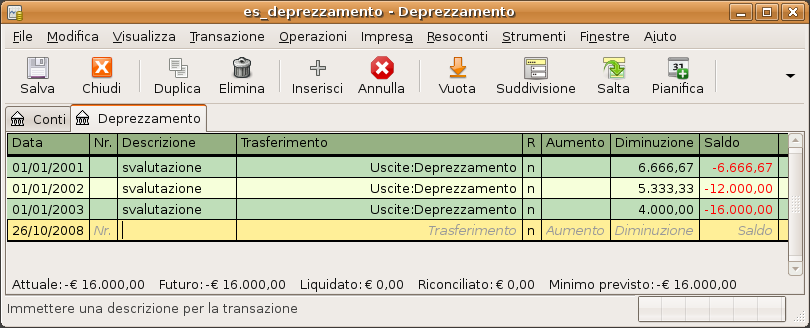 es_deprezzamento - Deprezzamento
File Modifica Visualizza Transazione Operazioni Impresa Resoconti Strumenti Finestre Aiuto
Salva Chiudi Duplica Elimina Inserisci Annulla Vuota Suddivisione Salta Pianifica
Conti Deprezzamento
Data Nr. Descrizione Trasferimento R Aumento Diminuzione Saldo
01/01/2001 svalutazione Uscite:Deprezzamento n 6.666,67 -6.666,67
01/01/2002 svalutazione Uscite:Deprezzamento n 5.333,33 -12.000,00
01/01/2003 svalutazione Uscite:Deprezzamento n 4.000,00 -16.000,00
26/10/2008 Nr. Trasferimento n Aumento Diminuzione Saldo
Attuale: -€ 16.000,00 Futuro: -€ 16.000,00 Liquidato: € 0,00 Riconciliato: € 0,00 Minimo previsto: -€ 16.000,00
Immettere una descrizione per la transazione